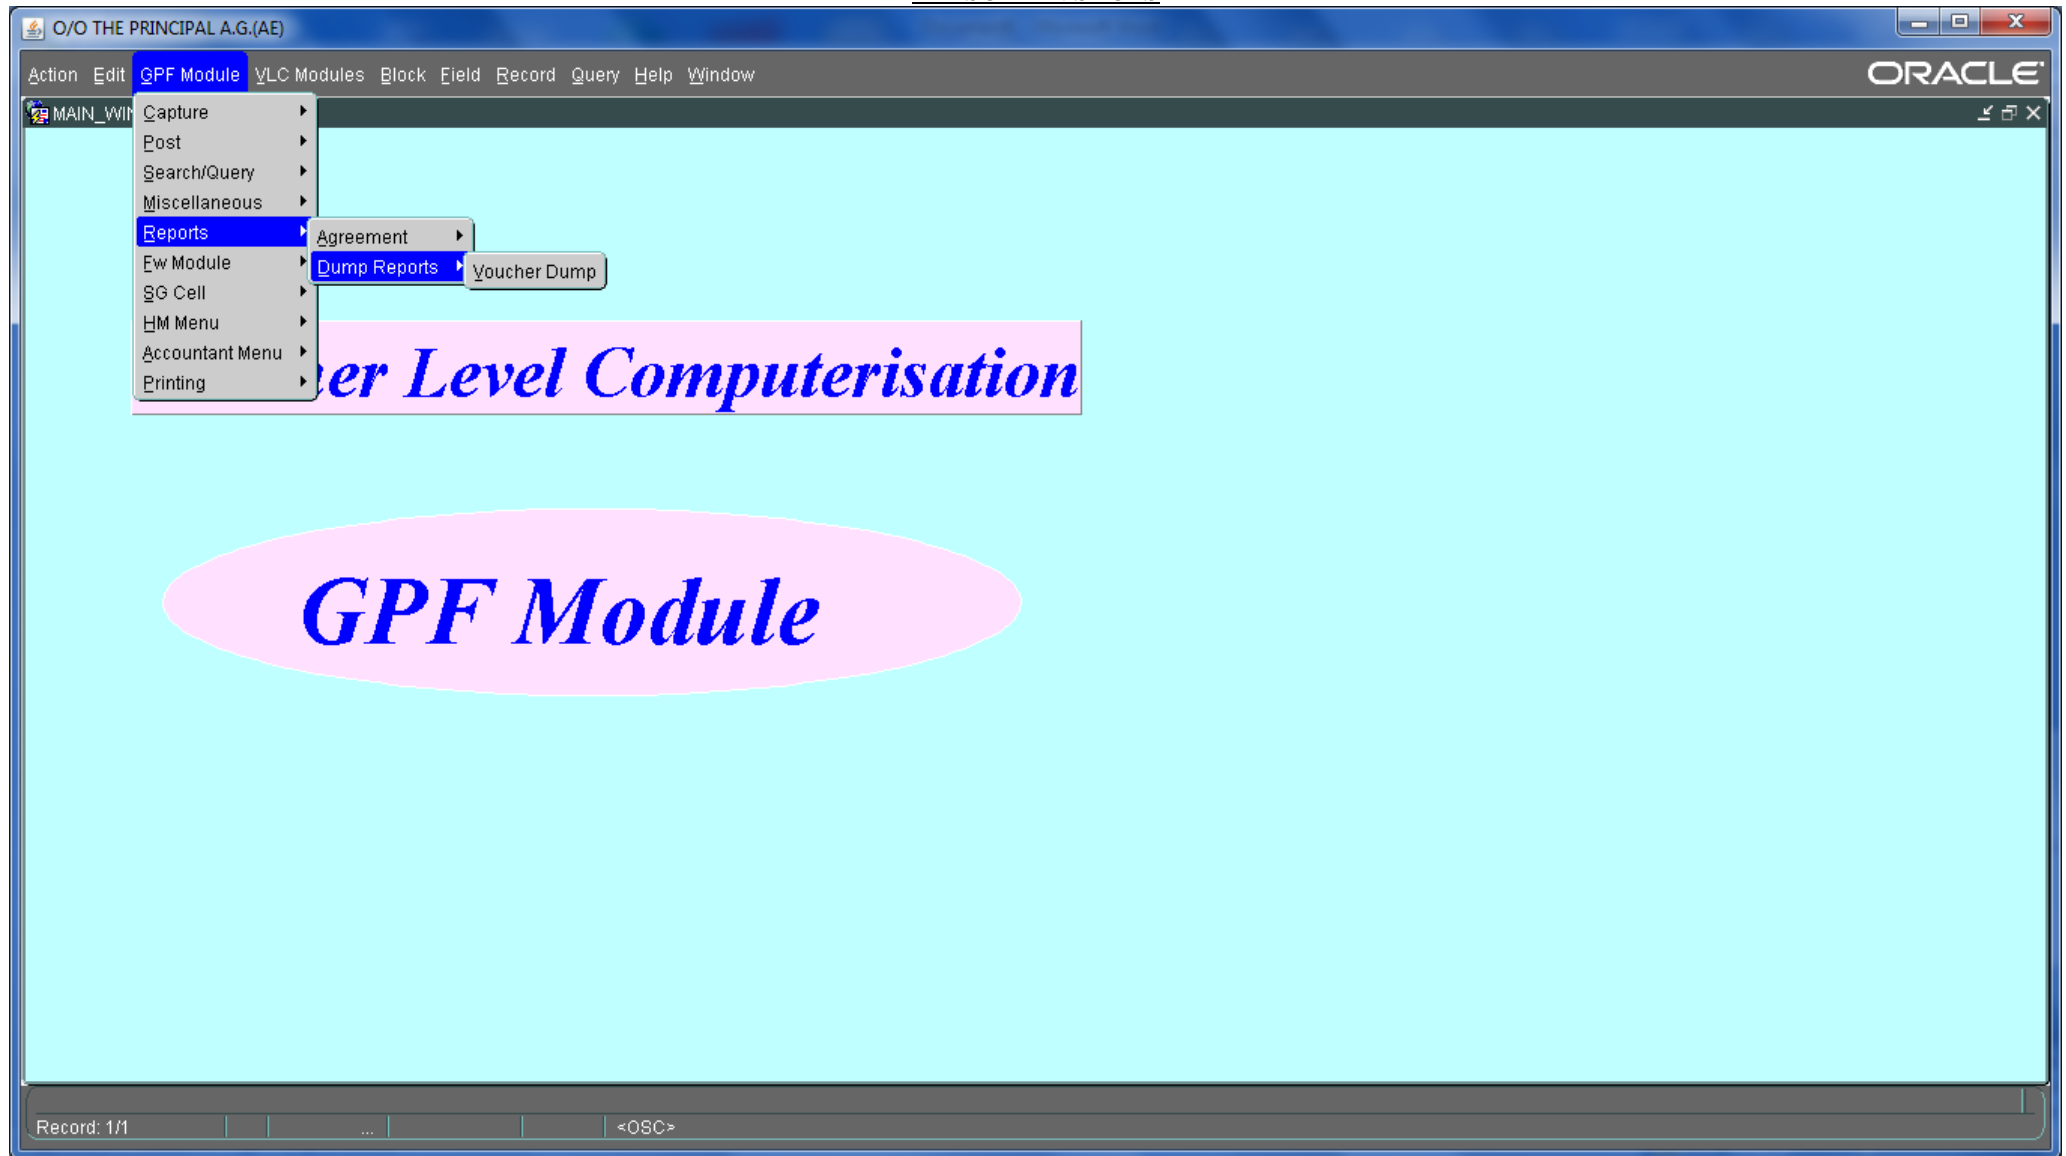 O/O THE PRINCIPAL A.G.(AE)
Action Edit GPF Module VLC Modules Block Field Record Query Help Window
ORACLE
MAIN_WIN
Capture
Post
Search/Query
Miscellaneous
Reports
Fw Module
SG Cell
HM Menu
Accountant Menu
Printing
Agreement
Dump Reports
Voucher Dump
er Level Computerisation
GPF Module
Record: 1/1 ... <OSC>